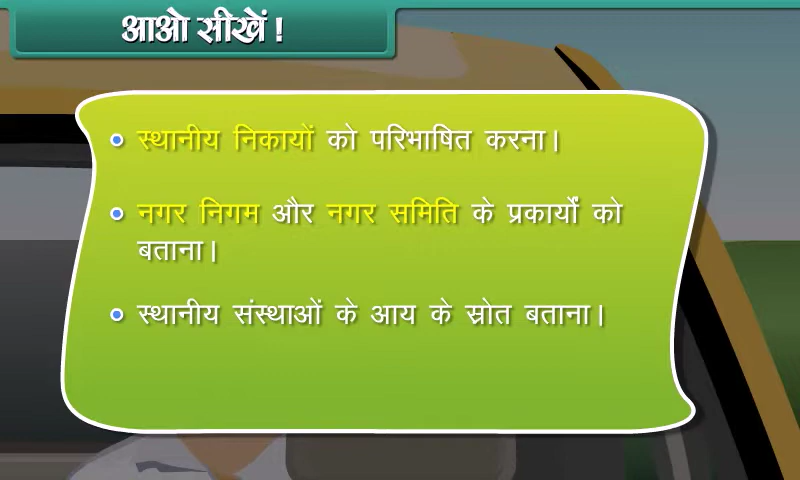 आओ सीखें!
स्थानीय निकायों को परिभाषित करना।
नगर निगम और नगर समिति के प्रकार्यों को
बताना।
स्थानीय संस्थाओं के आय के स्रोत बताना।